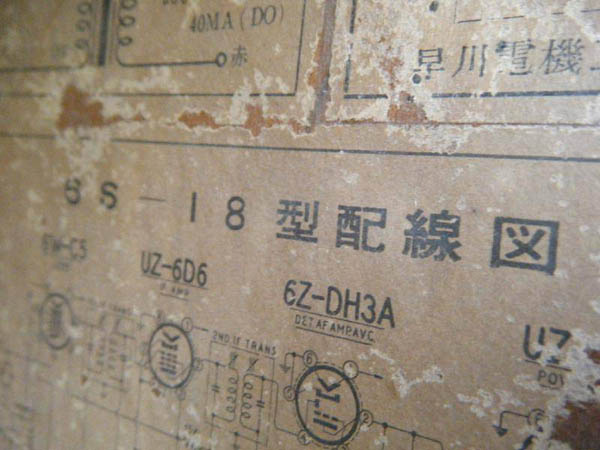 40MA (DO)
赤
早川電機
6S-18型配線図
UZ-6D6
6Z-DH3A
DET.AF AMP.AVC
2ND IF TRANS
UZ